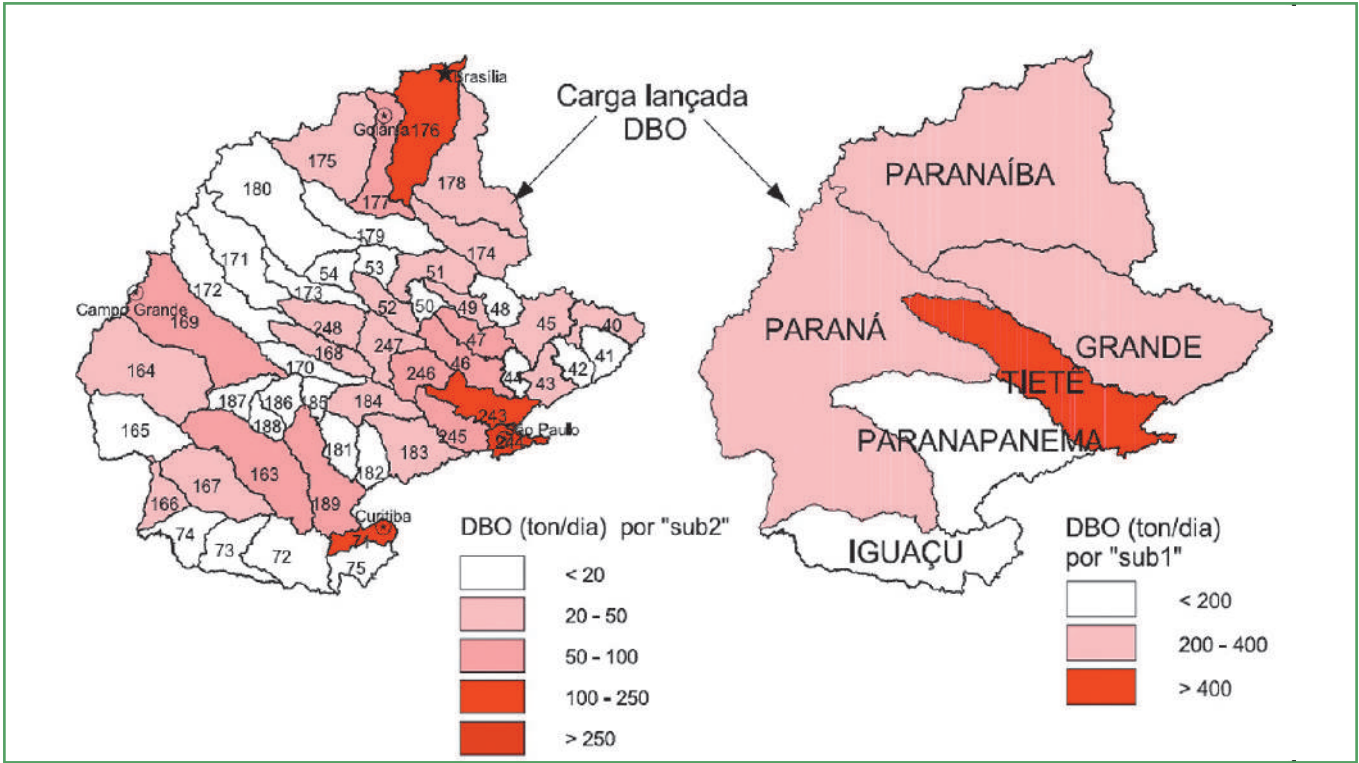 Brasília
Carga lançada
DBO
Goiânia
176
175
178
180
177
179
174
171
53
54
51
172
173
50
49
48
52
Campo Grande
169
248
247
47
45
40
41
168
46
164
170
246
44
43
42
187
186
85
184
243
188
165
245
São Paulo
244
181
183
163
182
167
166
189
Curitiba
74
73
72
71
75
PARANAÍBA
PARANÁ
GRANDE
TIETÊ
PARANAPANEMA
IGUAÇU
DBO (ton/dia) por "sub2"
< 20
20 - 50
50 - 100
100 - 250
> 250
DBO (ton/dia)
por "sub1"
< 200
200 - 400
> 400